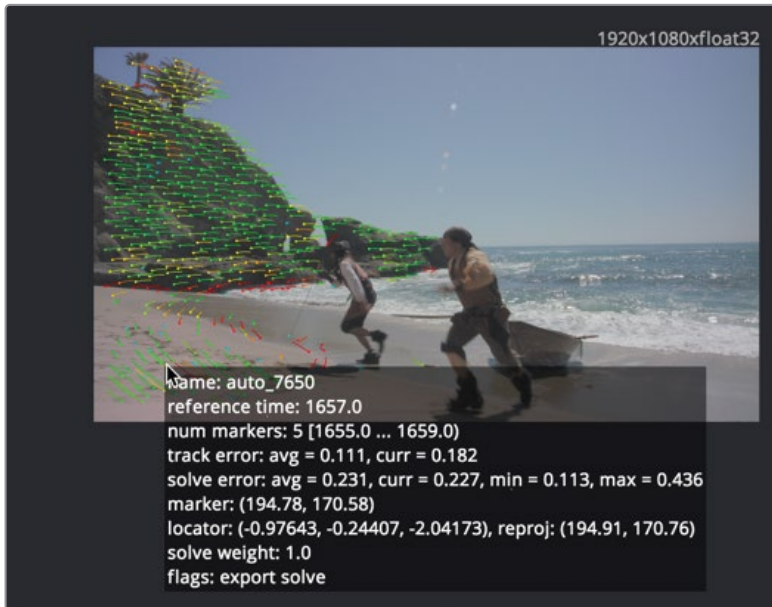 1920x1080xfloat32
name: auto_7650
reference time: 1657.0
num markers: 5 [1655.0 ... 1659.0)
track error: avg = 0.111, curr = 0.182
solve error: avg = 0.231, curr = 0.227, min = 0.113, max = 0.436
marker: (194.78, 170.58)
locator: (-0.97643, -0.24407, -2.04173), reproj: (194.91, 170.76)
solve weight: 1.0
flags: export solve